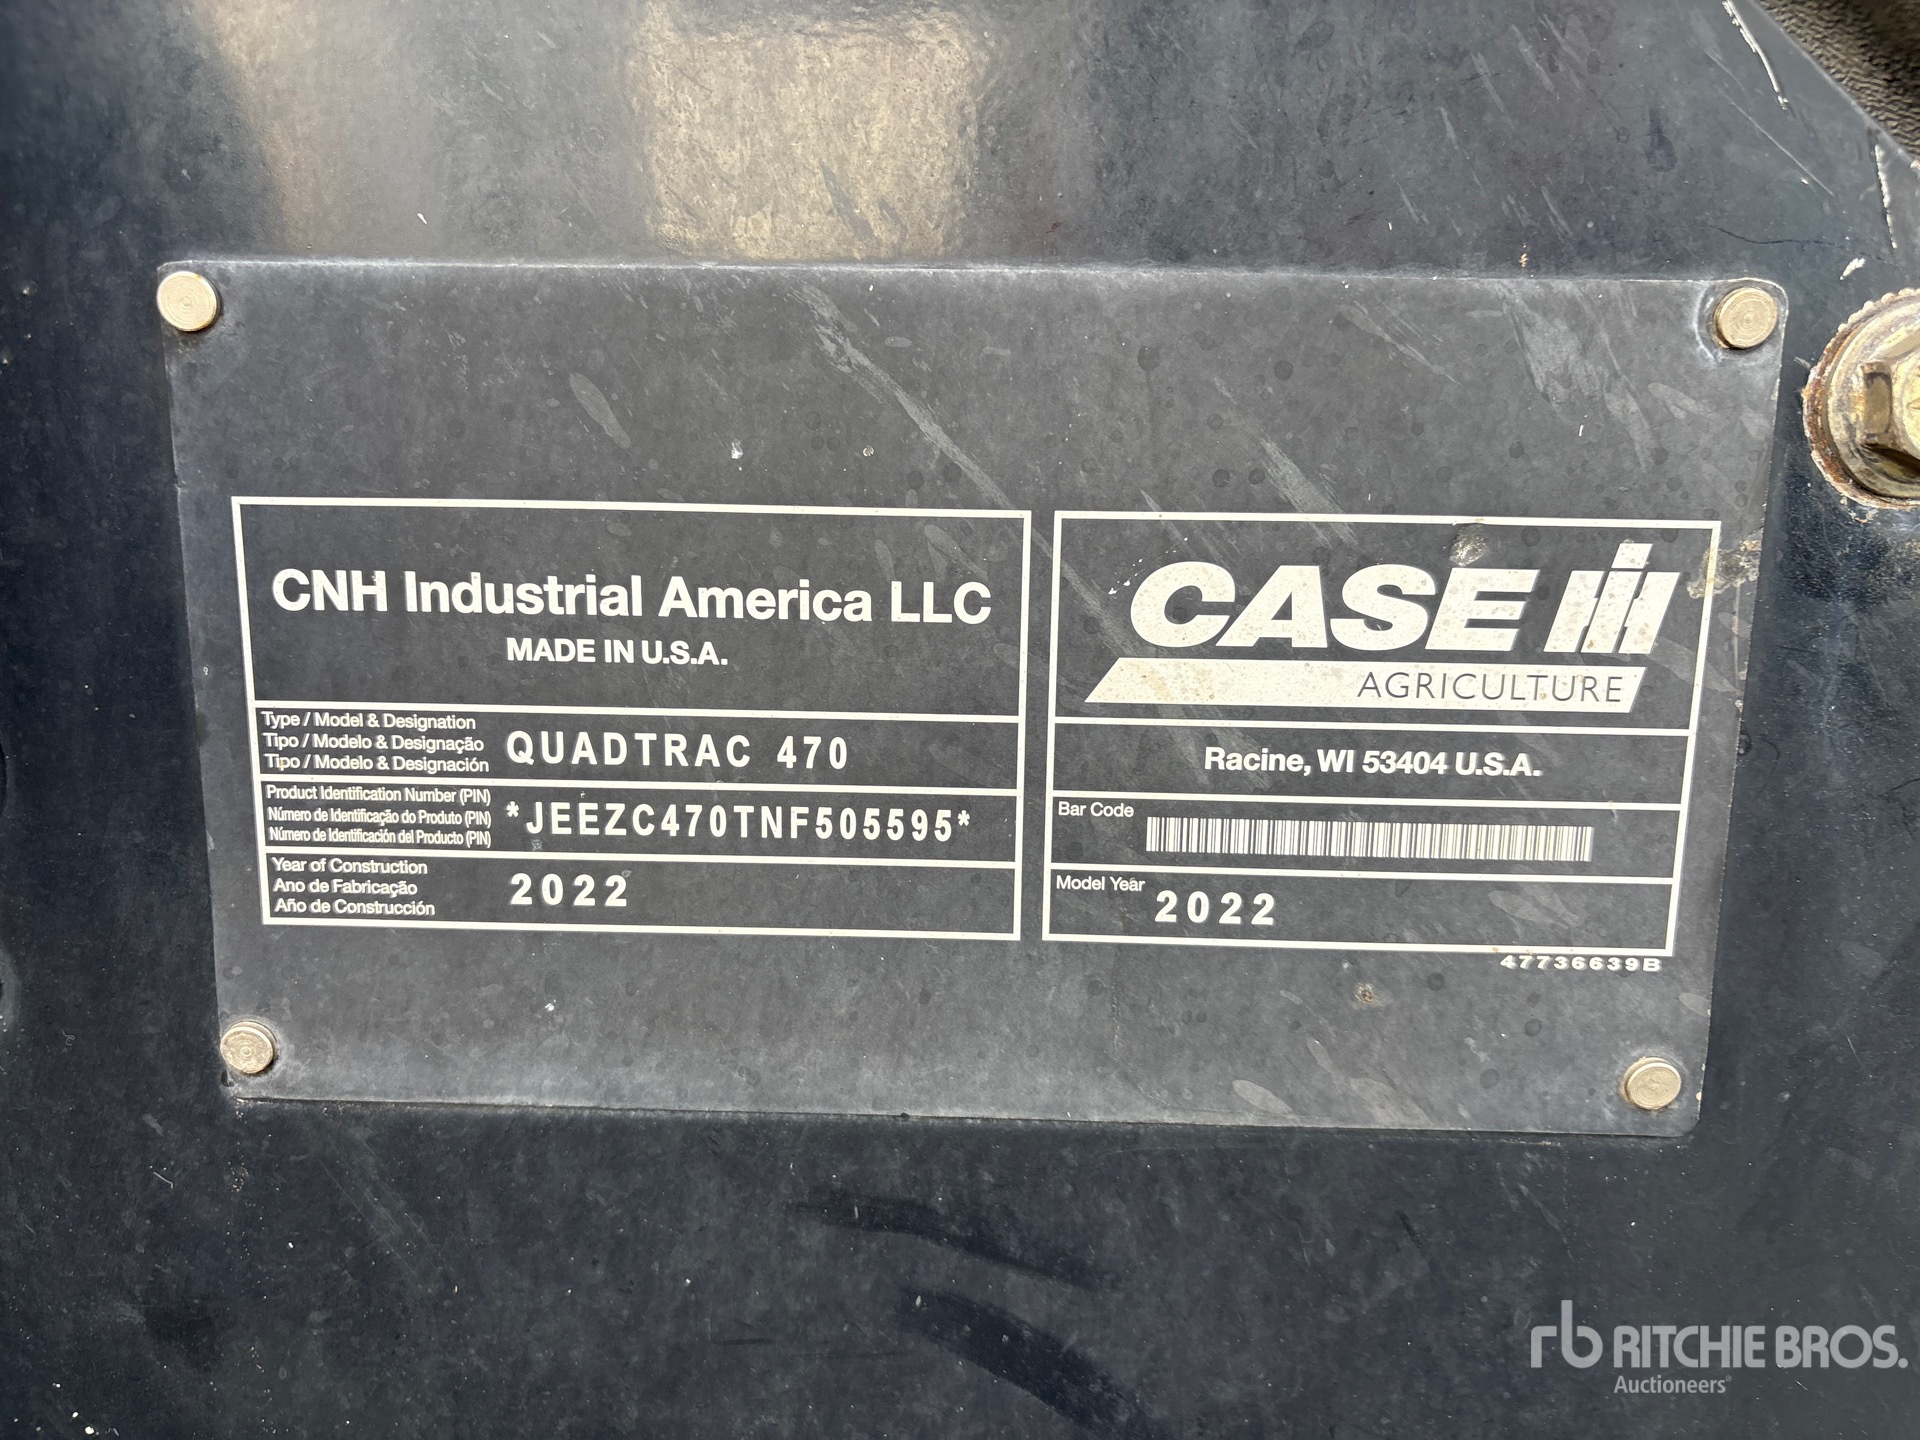 CNH Industrial America LLC
MADE IN U.S.A.
Type / Model & Designation
Tipo / Modelo & Designação
Tipo / Modelo & Designación
QUADTRAC 470
Product Identification Number (PIN)
Número de Identificação do Produto (PIN)
Número de Identificación del Producto (PIN)
*JEEZC470TNF505595*
Year of Construction
Ano de Fabricação
Año de Construcción
2022
CASE IH
AGRICULTURE
Racine, WI 53404 U.S.A.
Bar Code
Model Year
2022
47736639B
rb RITCHIE BROS.
Auctioneers